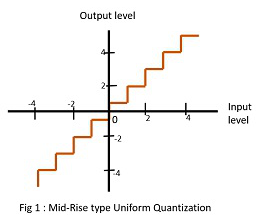 Output level
4
2
-4
-2
0
2
4
Input
level
-2
-4
Fig 1 : Mid-Rise type Uniform Quantization